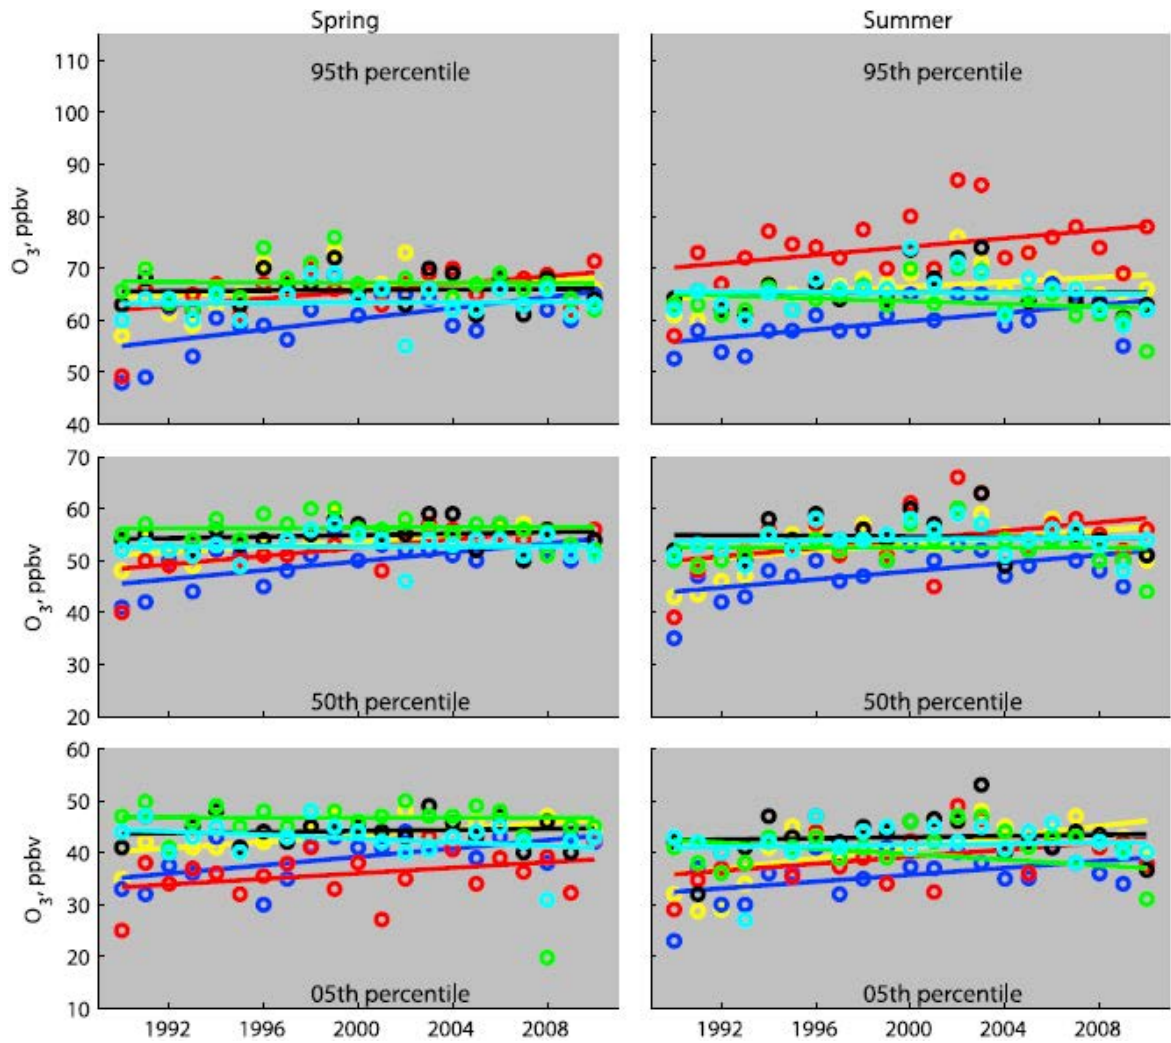 Spring
Summer
95th percentile
95th percentile
110
100
90
80
70
60
50
40
O3, ppbv
50th percentile
50th percentile
70
60
50
40
30
20
O3, ppbv
05th percentile
05th percentile
60
50
40
30
20
10
O3, ppbv
1992 1996 2000 2004 2008
1992 1996 2000 2004 2008